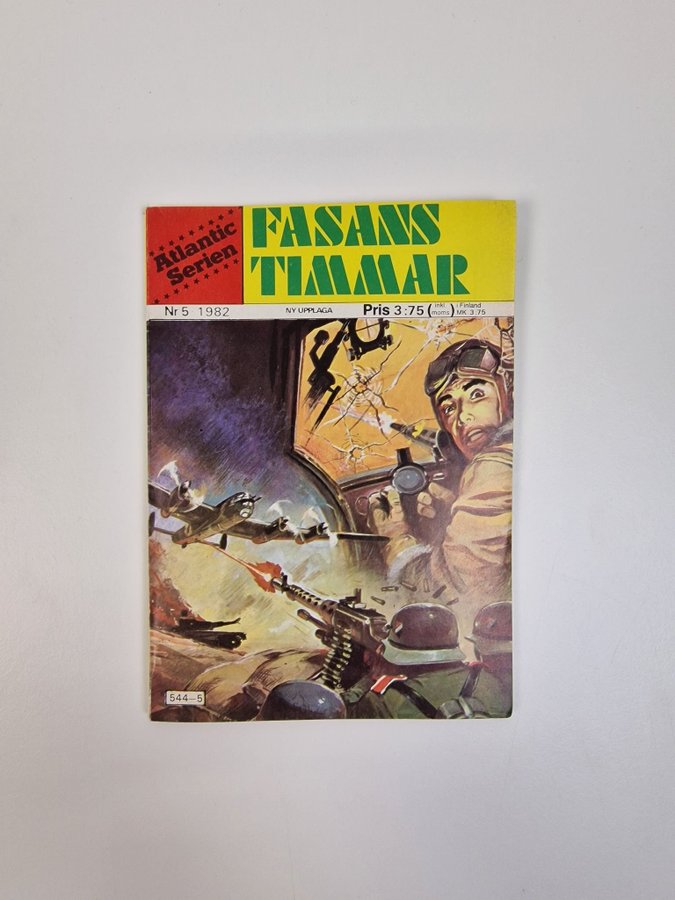 Atlantic
Serien
FASANS
TIMMAR
Nr 5 1982
NY UPPLAGA
Pris 3:75 (inkl. moms) i Finland MK 3.75
544—5